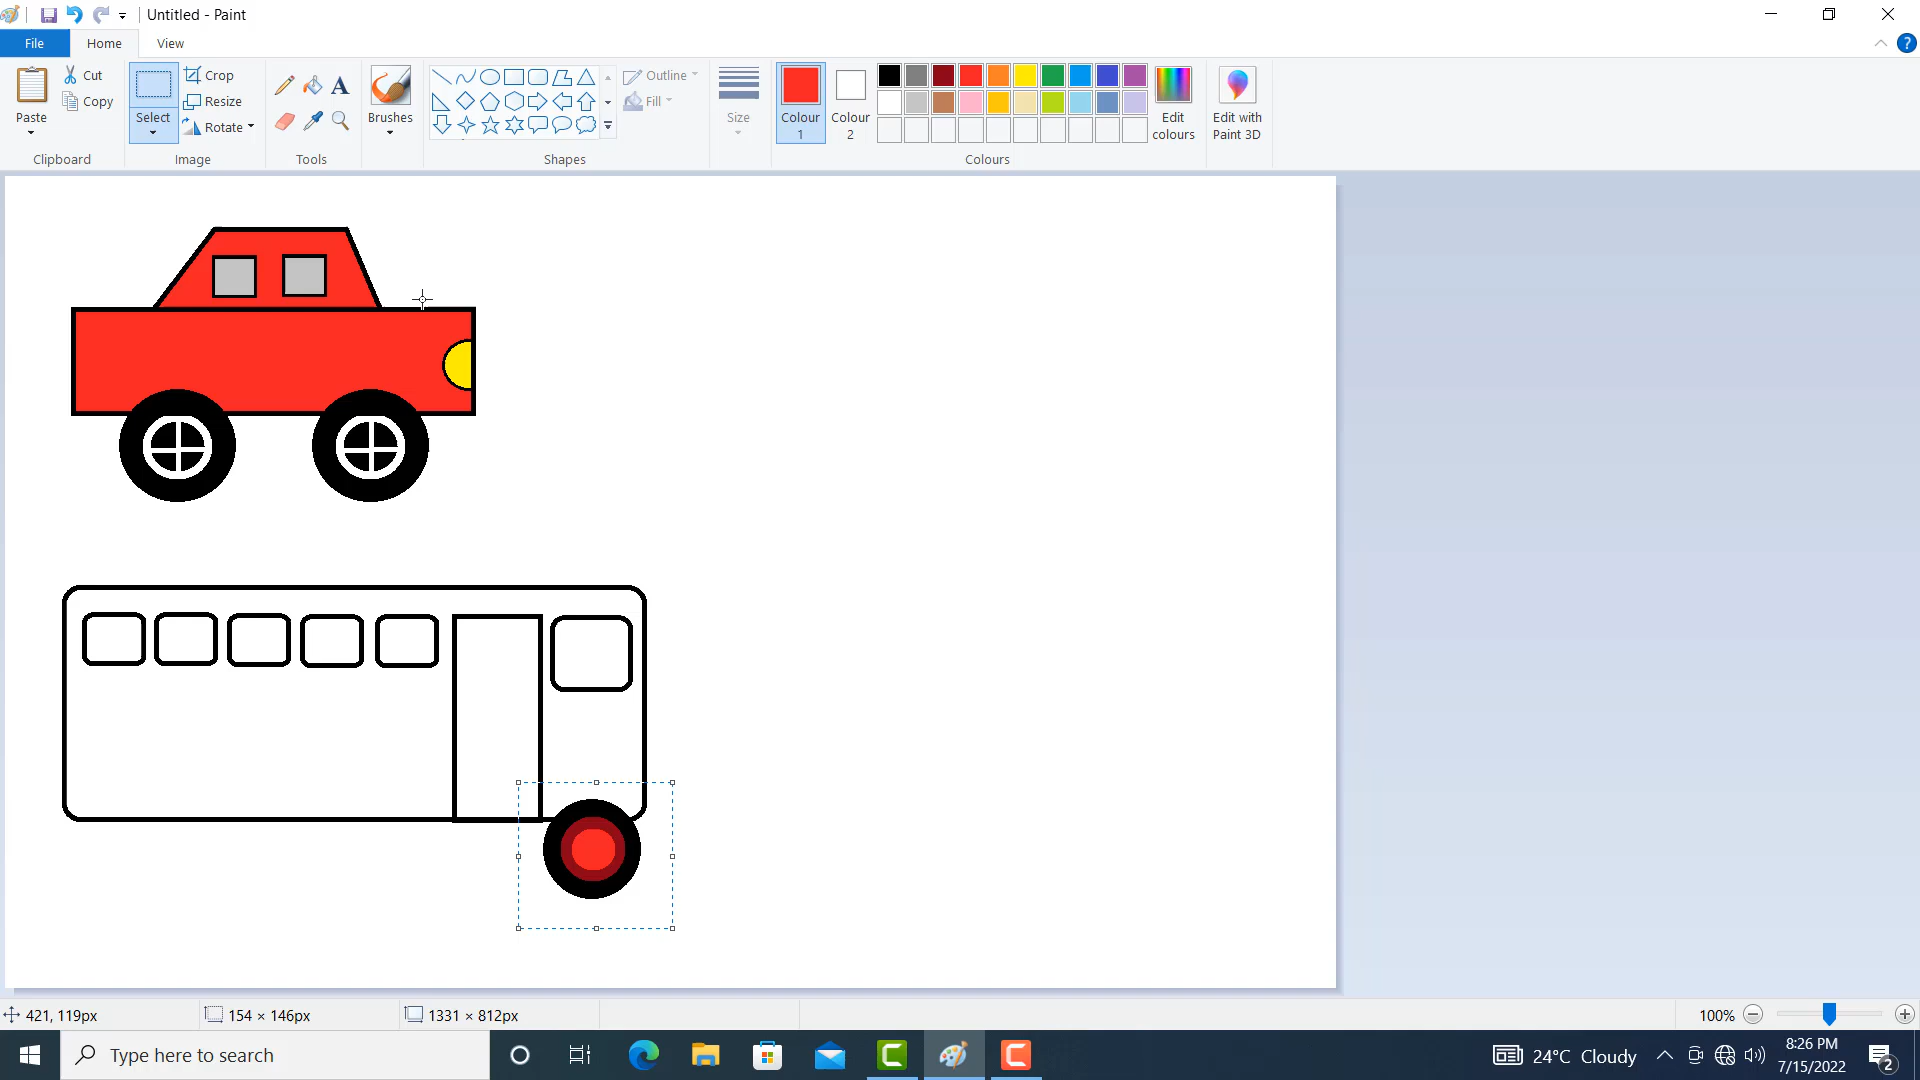 Untitled - Paint
File
Home
View
Paste
Cut
Copy
Clipboard
Select
Crop
Resize
Rotate
Image
A
Tools
Brushes
Outline
Fill
Shapes
Size
Colour 1
Colour 2
Edit colours
Colours
Edit with Paint 3D
?
421, 119px
154 × 146px
1331 × 812px
100%
Type here to search
24°C Cloudy
8:26 PM
7/15/2022
2